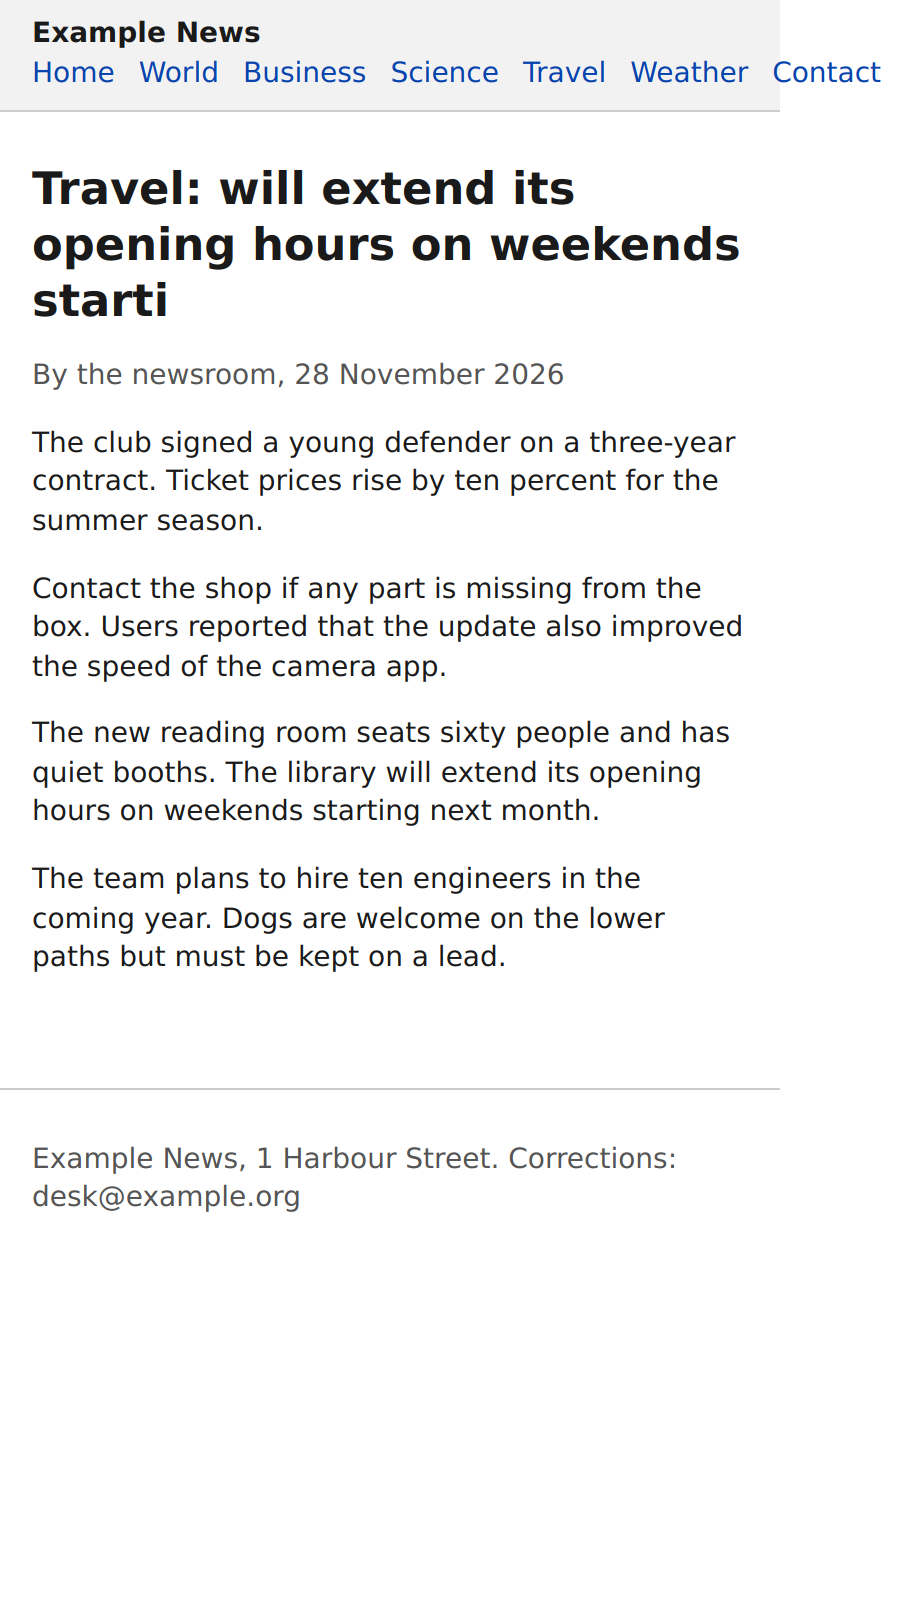 Example News
Home World Business Science Travel Weather Contact
Travel: will extend its
opening hours on weekends
starti
By the newsroom, 28 November 2026
The club signed a young defender on a three-year
contract. Ticket prices rise by ten percent for the
summer season.
Contact the shop if any part is missing from the
box. Users reported that the update also improved
the speed of the camera app.
The new reading room seats sixty people and has
quiet booths. The library will extend its opening
hours on weekends starting next month.
The team plans to hire ten engineers in the
coming year. Dogs are welcome on the lower
paths but must be kept on a lead.
Example News, 1 Harbour Street. Corrections:
desk@example.org